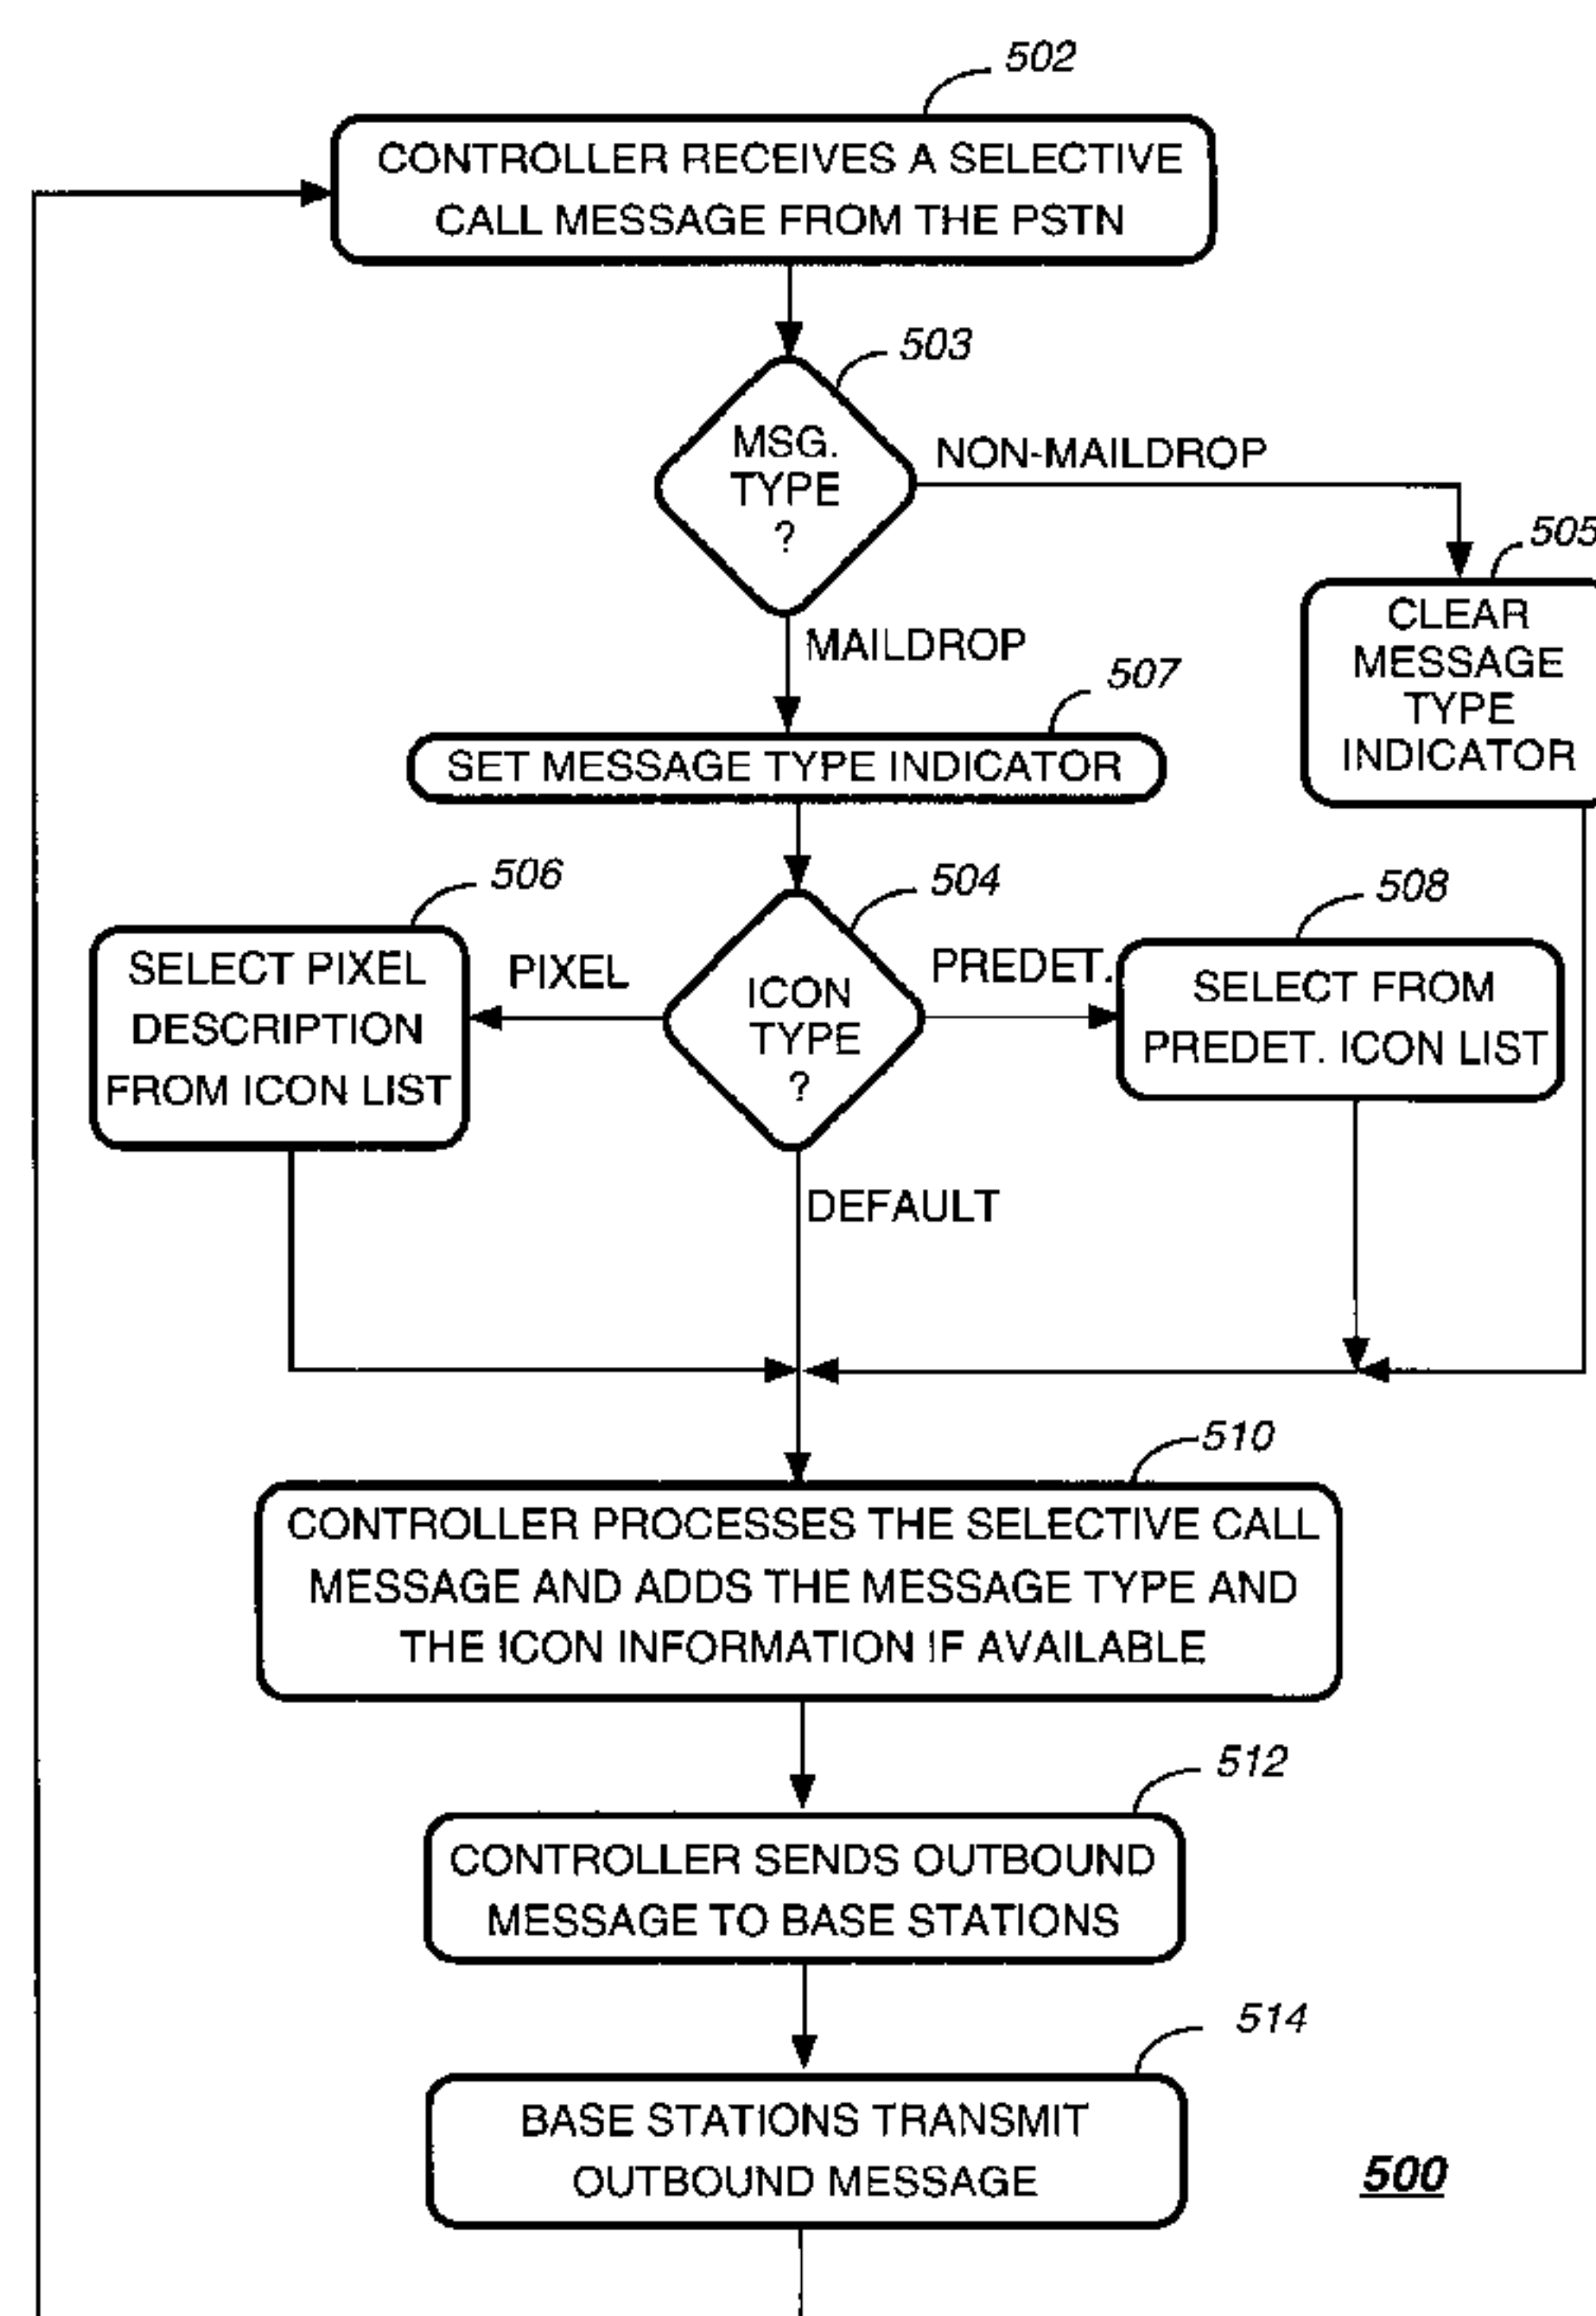 502
CONTROLLER RECEIVES A SELECTIVE
CALL MESSAGE FROM THE PSTN
503
MSG.
TYPE
?
NON-MAILDROP
505
CLEAR
MESSAGE
TYPE
INDICATOR
MAILDROP
507
SET MESSAGE TYPE INDICATOR
506
SELECT PIXEL
DESCRIPTION
FROM ICON LIST
PIXEL
504
ICON
TYPE
?
PREDET.
508
SELECT FROM
PREDET. ICON LIST
DEFAULT
510
CONTROLLER PROCESSES THE SELECTIVE CALL
MESSAGE AND ADDS THE MESSAGE TYPE AND
THE ICON INFORMATION IF AVAILABLE
512
CONTROLLER SENDS OUTBOUND
MESSAGE TO BASE STATIONS
514
BASE STATIONS TRANSMIT
OUTBOUND MESSAGE
500